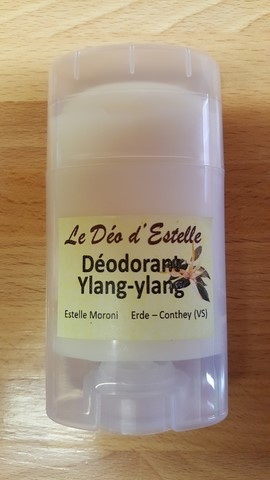 Le Déo d'Estelle
Déodorant
Ylang-ylang
Estelle Moroni Erde – Conthey (VS)